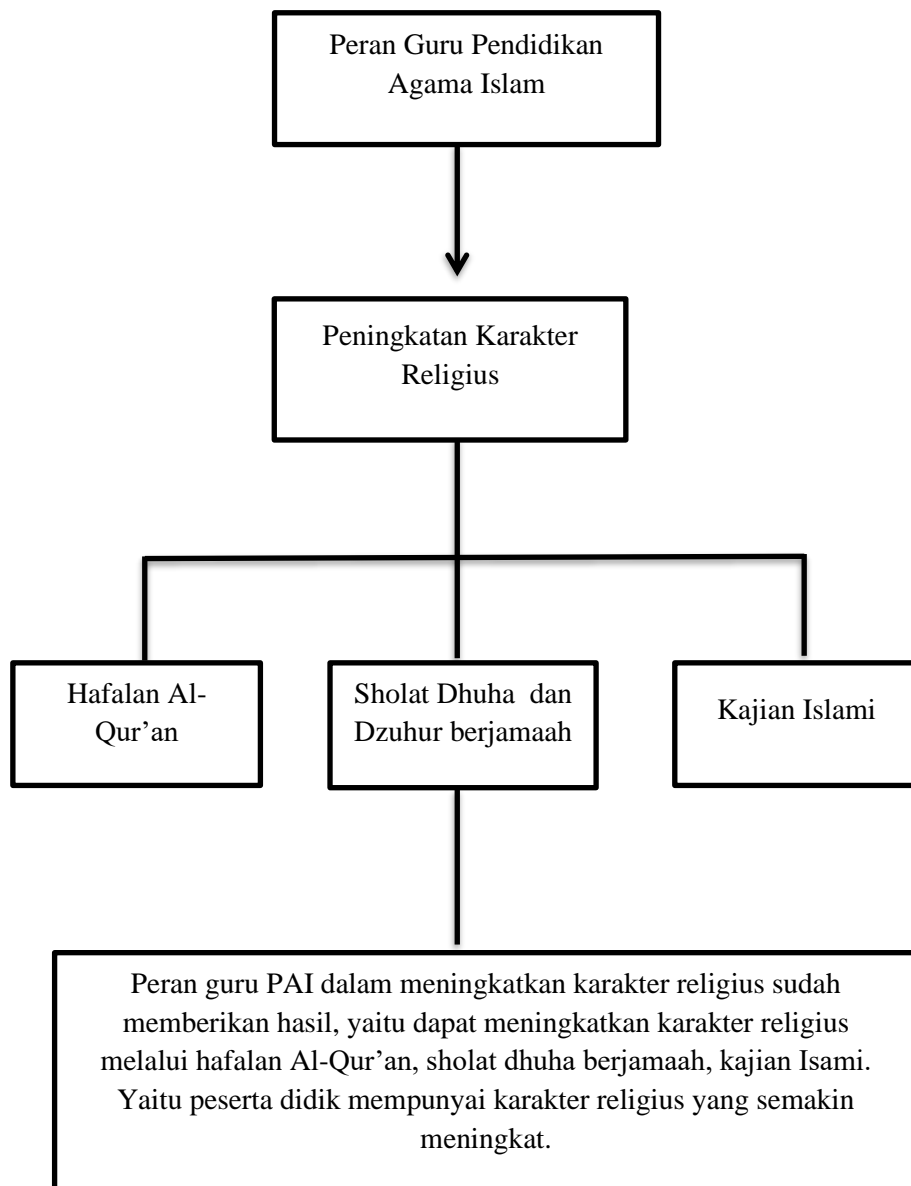 Peran Guru Pendidikan
Agama Islam
Peningkatan Karakter
Religius
Hafalan Al-
Qur’an
Sholat Dhuha  dan
Dzuhur berjamaah
Kajian Islami
Peran guru PAI dalam meningkatkan karakter religius sudah
memberikan hasil, yaitu dapat meningkatkan karakter religius
melalui hafalan Al-Qur’an, sholat dhuha berjamaah, kajian Isami.
Yaitu peserta didik mempunyai karakter religius yang semakin
meningkat.